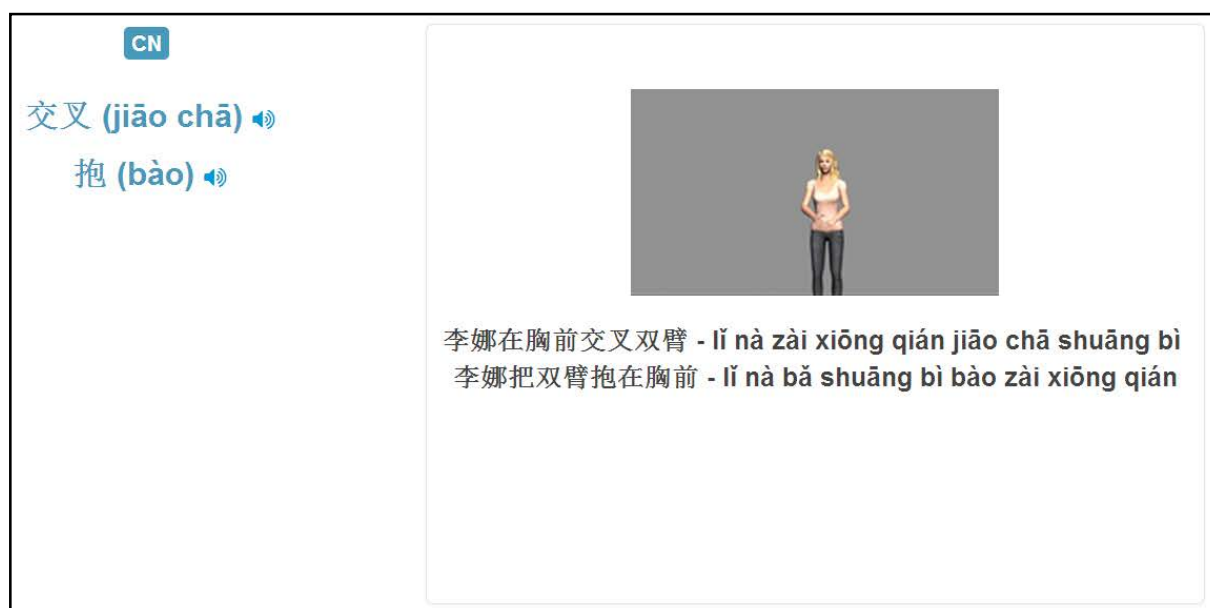 CN
交叉 (jiāo chā)
抱 (bào)
李娜在胸前交叉双臂 - lǐ nà zài xiōng qián jiāo chā shuāng bì
李娜把双臂抱在胸前 - lǐ nà bǎ shuāng bì bào zài xiōng qián